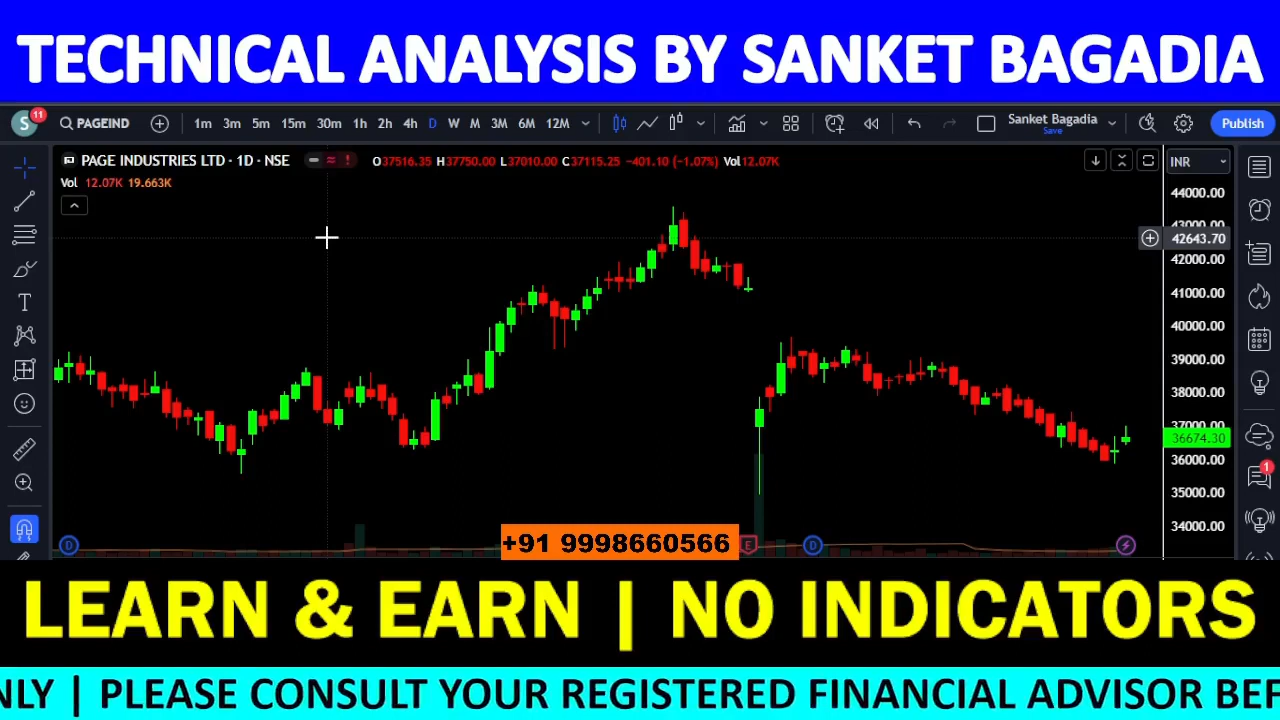 TECHNICAL ANALYSIS BY SANKET BAGADIA
S 11 PAGEIND 1m 3m 5m 15m 30m 1h 2h 4h D W M 3M 6M 12M Sanket Bagadia Save Publish
PAGE INDUSTRIES LTD · 1D · NSE O37516.35 H37750.00 L37010.00 C37115.25 −401.10 (−1.07%) Vol12.07K INR
Vol 12.07K 19.663K
44000.00
43000.00
42643.70
42000.00
41000.00
40000.00
39000.00
38000.00
37000.00
36674.30
36000.00
35000.00
34000.00
1
D E D
+91 9998660566
LEARN & EARN | NO INDICATORS
NLY | PLEASE CONSULT YOUR REGISTERED FINANCIAL ADVISOR BEF